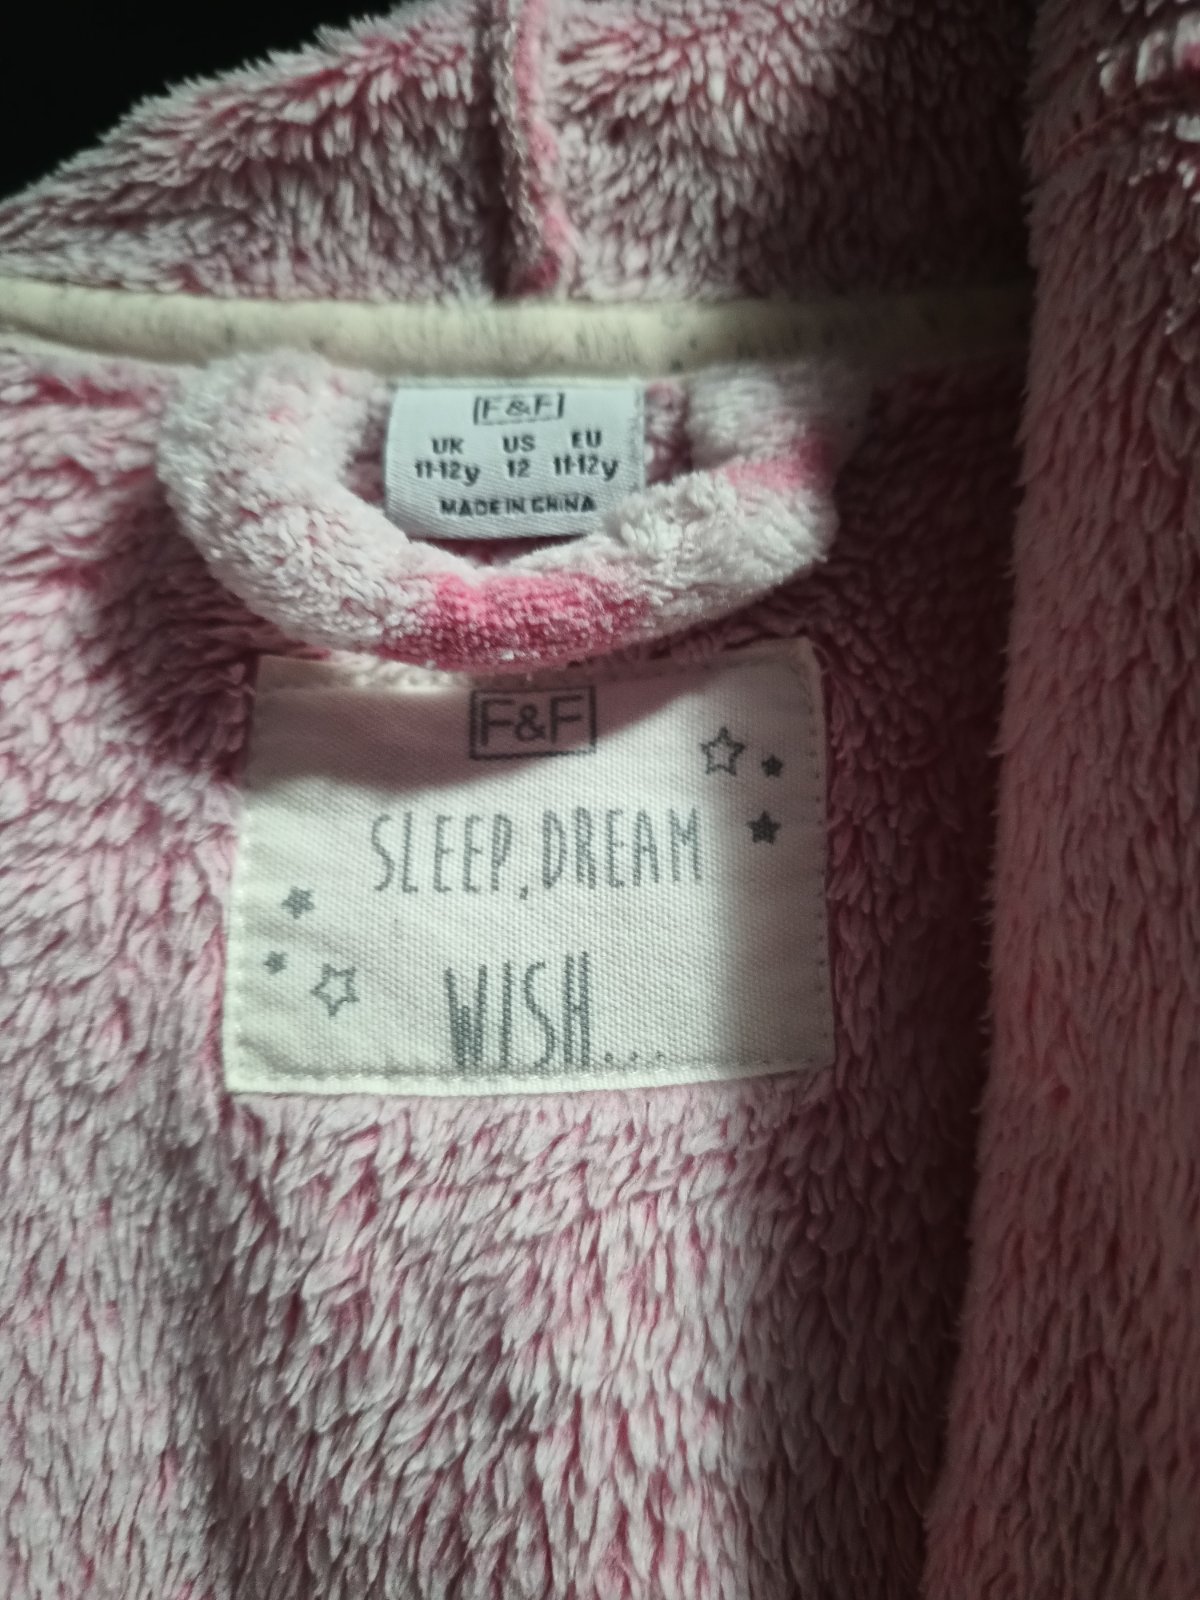 F&F
UK US EU
11-12y 12 11-12y
MADE IN CHINA
F&F
SLEEP, DREAM
WISH...